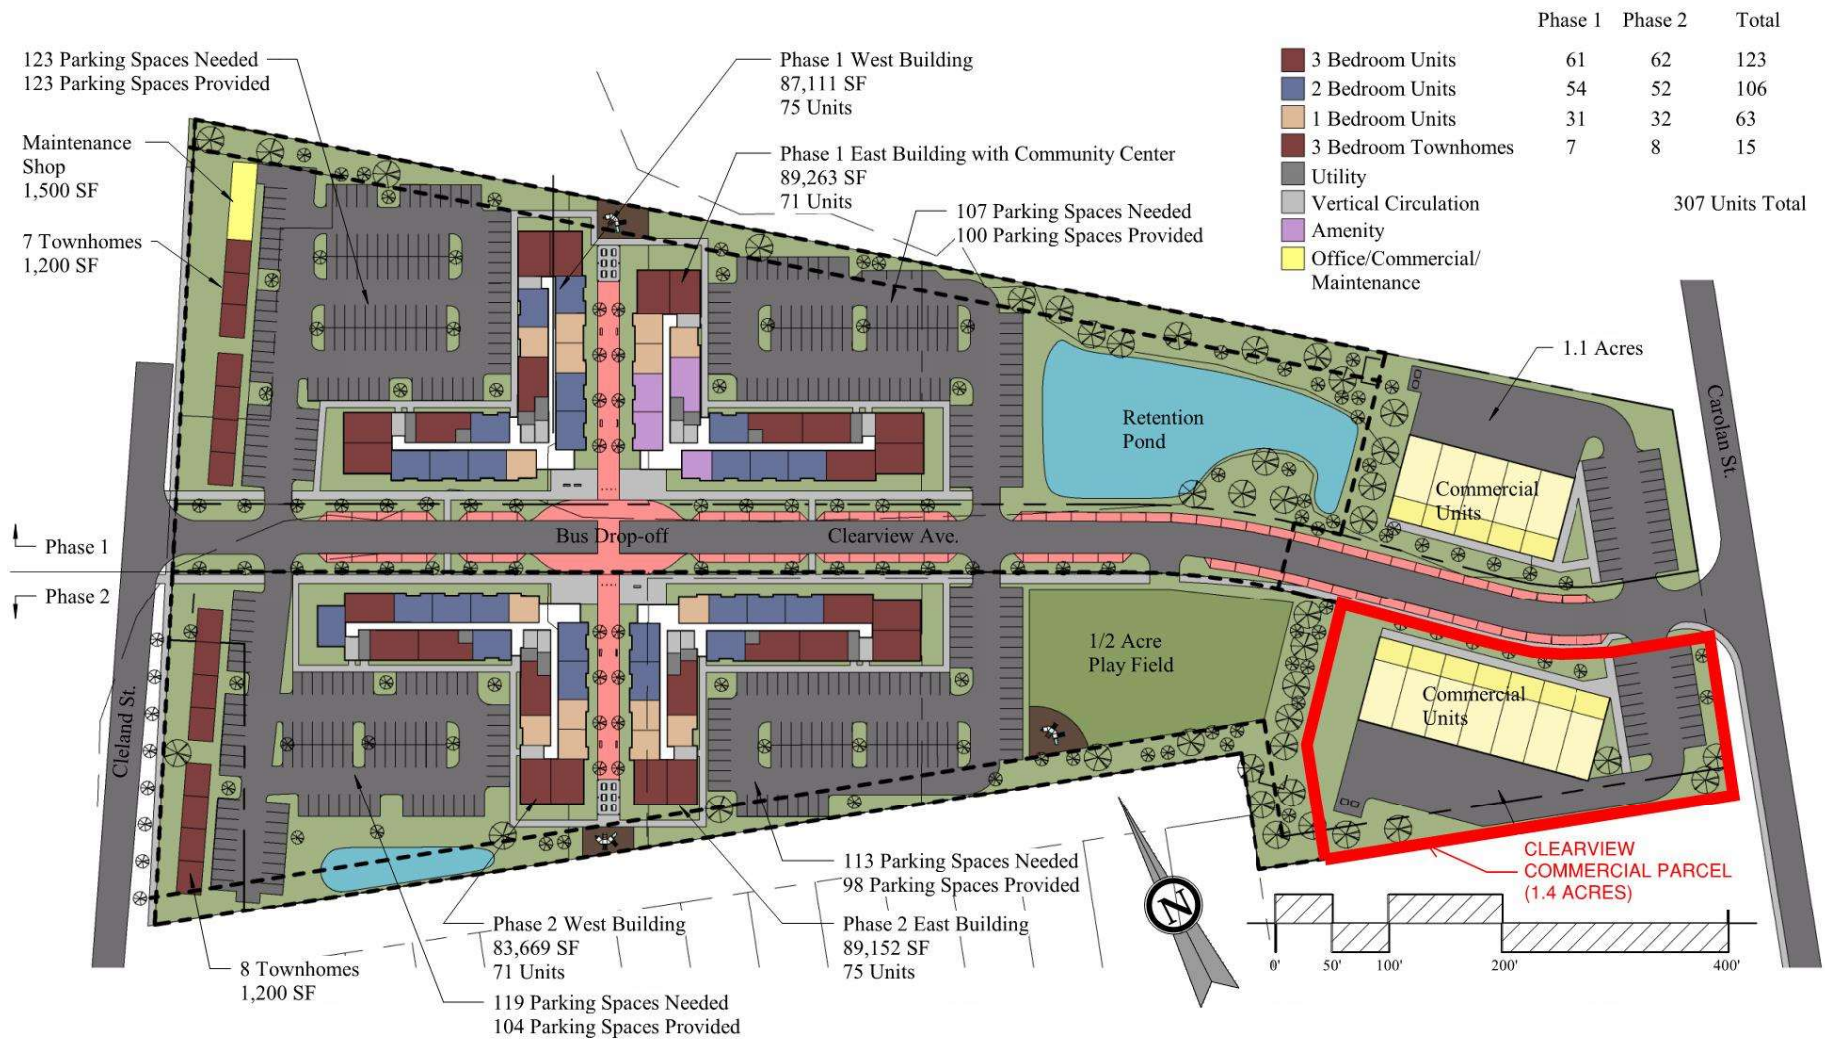 Phase 1 Phase 2 Total
3 Bedroom Units 61 62 123
2 Bedroom Units 54 52 106
1 Bedroom Units 31 32 63
3 Bedroom Townhomes 7 8 15
Utility
Vertical Circulation 307 Units Total
Amenity
Office/Commercial/
Maintenance
123 Parking Spaces Needed
123 Parking Spaces Provided
Maintenance
Shop
1,500 SF
7 Townhomes
1,200 SF
Phase 1 West Building
87,111 SF
75 Units
Phase 1 East Building with Community Center
89,263 SF
71 Units
107 Parking Spaces Needed
100 Parking Spaces Provided
1.1 Acres
Carolan St.
Retention
Pond
Commercial
Units
Bus Drop-off
Clearview Ave.
Phase 1
Phase 2
1/2 Acre
Play Field
Commercial
Units
Cleland St.
CLEARVIEW
COMMERCIAL PARCEL
(1.4 ACRES)
113 Parking Spaces Needed
98 Parking Spaces Provided
Phase 2 West Building
83,669 SF
71 Units
Phase 2 East Building
89,152 SF
75 Units
N
0' 50' 100' 200' 400'
8 Townhomes
1,200 SF
119 Parking Spaces Needed
104 Parking Spaces Provided